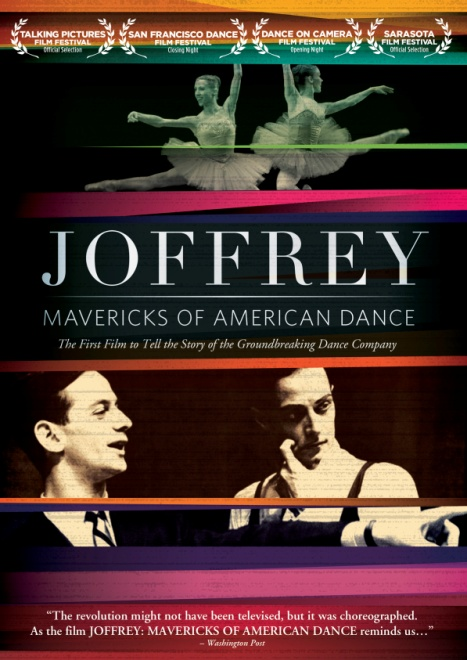 TALKING PICTURES
FILM FESTIVAL
Official Selection
SAN FRANCISCO DANCE
FILM FESTIVAL
Closing Night
DANCE ON CAMERA
FILM FESTIVAL
Opening Night
SARASOTA
FILM FESTIVAL
Official Selection
JOFFREY
MAVERICKS OF AMERICAN DANCE
The First Film to Tell the Story of the Groundbreaking Dance Company
“The revolution might not have been televised, but it was choreographed.
As the film JOFFREY: MAVERICKS OF AMERICAN DANCE reminds us…”
– Washington Post